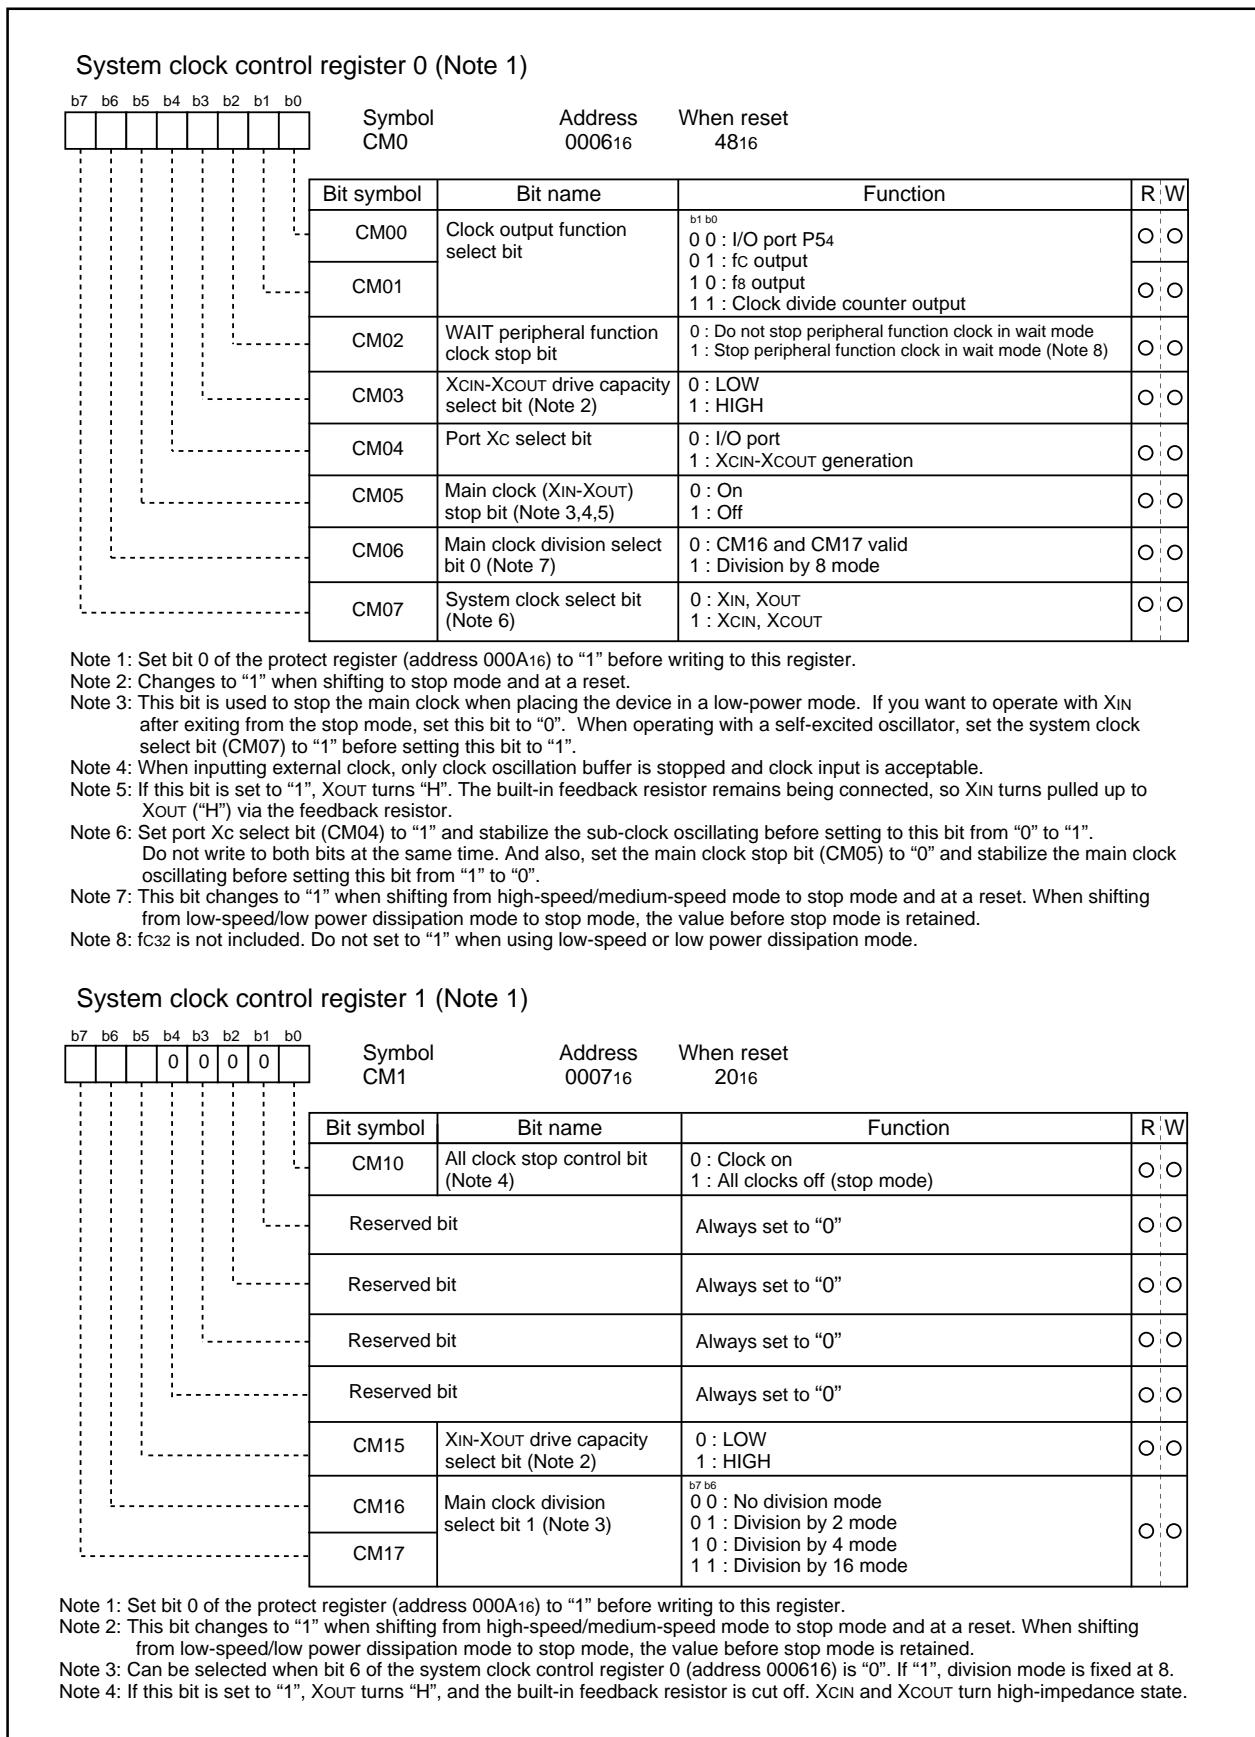 System clock control register 0 (Note 1)
b7 b6 b5 b4 b3 b2 b1 b0
Symbol Address When reset
CM0 000616 4816
Bit symbol Bit name Function R W
CM00 Clock output function select bit
b1 b0
0 0 : I/O port P54
0 1 : fC output
1 0 : f8 output
1 1 : Clock divide counter output
CM01
CM02 WAIT peripheral function clock stop bit
0 : Do not stop peripheral function clock in wait mode
1 : Stop peripheral function clock in wait mode (Note 8)
CM03 XCIN-XCOUT drive capacity select bit (Note 2)
0 : LOW
1 : HIGH
CM04 Port XC select bit
0 : I/O port
1 : XCIN-XCOUT generation
CM05 Main clock (XIN-XOUT) stop bit (Note 3,4,5)
0 : On
1 : Off
CM06 Main clock division select bit 0 (Note 7)
0 : CM16 and CM17 valid
1 : Division by 8 mode
CM07 System clock select bit (Note 6)
0 : XIN, XOUT
1 : XCIN, XCOUT
Note 1: Set bit 0 of the protect register (address 000A16) to “1” before writing to this register.
Note 2: Changes to “1” when shifting to stop mode and at a reset.
Note 3: This bit is used to stop the main clock when placing the device in a low-power mode. If you want to operate with XIN
after exiting from the stop mode, set this bit to “0”. When operating with a self-excited oscillator, set the system clock
select bit (CM07) to “1” before setting this bit to “1”.
Note 4: When inputting external clock, only clock oscillation buffer is stopped and clock input is acceptable.
Note 5: If this bit is set to “1”, XOUT turns “H”. The built-in feedback resistor remains being connected, so XIN turns pulled up to
XOUT (“H”) via the feedback resistor.
Note 6: Set port Xc select bit (CM04) to “1” and stabilize the sub-clock oscillating before setting to this bit from “0” to “1”.
Do not write to both bits at the same time. And also, set the main clock stop bit (CM05) to “0” and stabilize the main clock
oscillating before setting this bit from “1” to “0”.
Note 7: This bit changes to “1” when shifting from high-speed/medium-speed mode to stop mode and at a reset. When shifting
from low-speed/low power dissipation mode to stop mode, the value before stop mode is retained.
Note 8: fC32 is not included. Do not set to “1” when using low-speed or low power dissipation mode.
System clock control register 1 (Note 1)
b7 b6 b5 b4 b3 b2 b1 b0
0 0 0 0
Symbol Address When reset
CM1 000716 2016
Bit symbol Bit name Function R W
CM10 All clock stop control bit (Note 4)
0 : Clock on
1 : All clocks off (stop mode)
Reserved bit Always set to “0”
Reserved bit Always set to “0”
Reserved bit Always set to “0”
Reserved bit Always set to “0”
CM15 XIN-XOUT drive capacity select bit (Note 2)
0 : LOW
1 : HIGH
CM16 Main clock division select bit 1 (Note 3)
b7 b6
0 0 : No division mode
0 1 : Division by 2 mode
1 0 : Division by 4 mode
1 1 : Division by 16 mode
CM17
Note 1: Set bit 0 of the protect register (address 000A16) to “1” before writing to this register.
Note 2: This bit changes to “1” when shifting from high-speed/medium-speed mode to stop mode and at a reset. When shifting
from low-speed/low power dissipation mode to stop mode, the value before stop mode is retained.
Note 3: Can be selected when bit 6 of the system clock control register 0 (address 000616) is “0”. If “1”, division mode is fixed at 8.
Note 4: If this bit is set to “1”, XOUT turns “H”, and the built-in feedback resistor is cut off. XCIN and XCOUT turn high-impedance state.